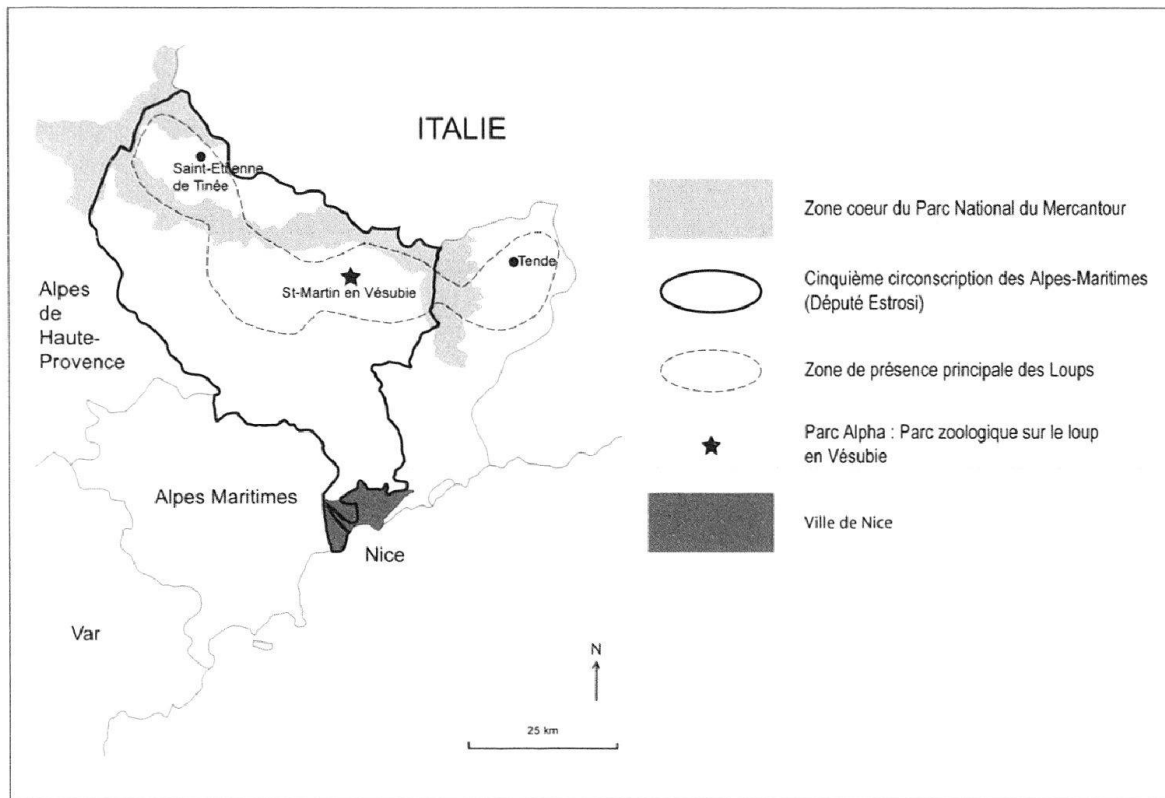 ITALIE
Saint-Etienne
de Tinée
Tende
St-Martin en Vésubie
Alpes
de
Haute-
Provence
Alpes Maritimes
Nice
Var
N
25 km
Zone coeur du Parc National du Mercantour
Cinquième circonscription des Alpes-Maritimes
(Député Estrosi)
Zone de présence principale des Loups
Parc Alpha : Parc zoologique sur le loup
en Vésubie
Ville de Nice